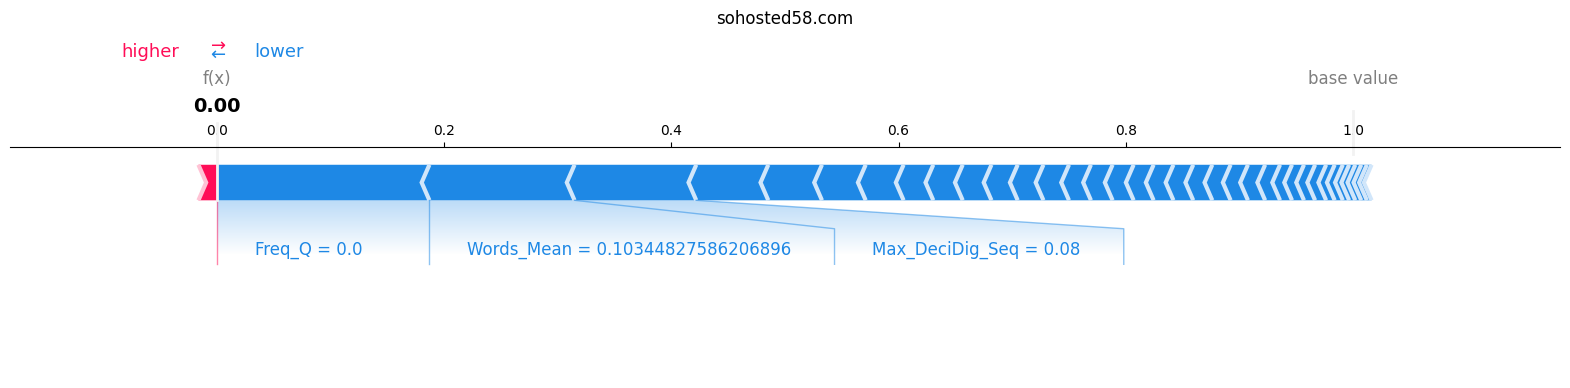 sohosted58.com
higher → lower
←
f(x)
base value
0.00
0.0 0.2 0.4 0.6 0.8 1.0
Freq_Q = 0.0
Words_Mean = 0.10344827586206896
Max_DeciDig_Seq = 0.08